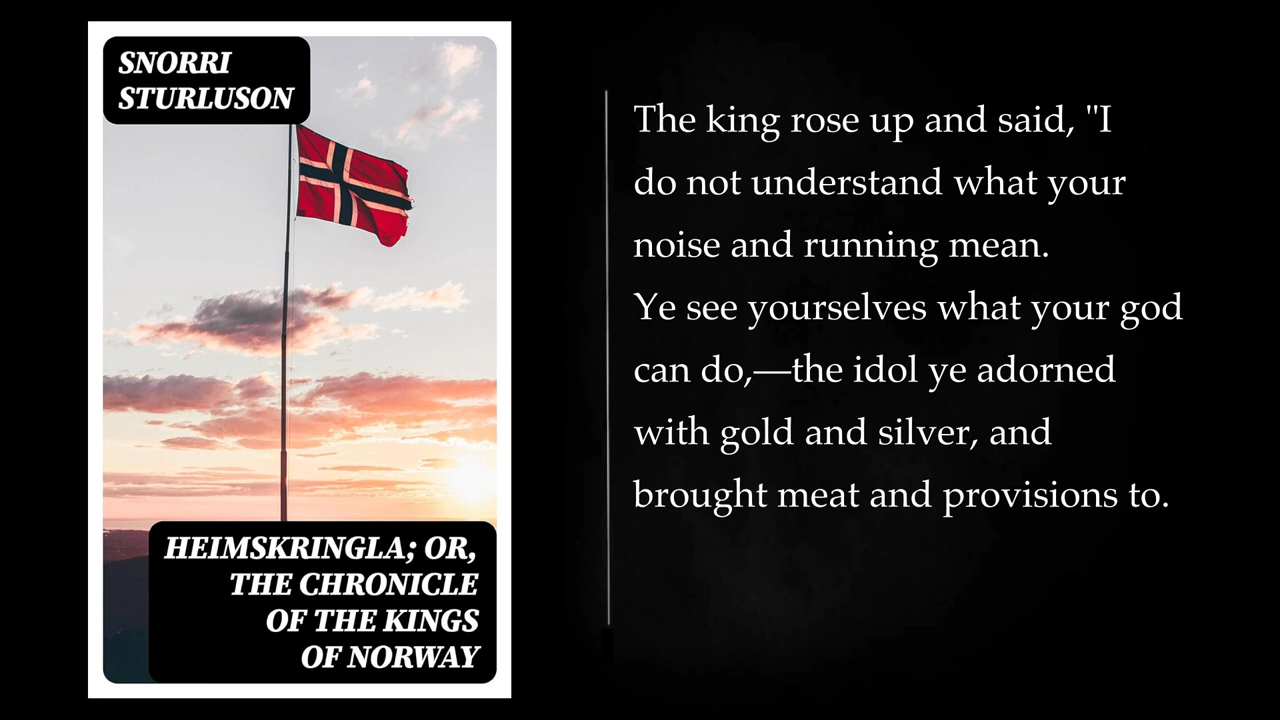 SNORRI
STURLUSON
HEIMSKRINGLA; OR,
THE CHRONICLE
OF THE KINGS
OF NORWAY
The king rose up and said, "I
do not understand what your
noise and running mean.
Ye see yourselves what your god
can do,—the idol ye adorned
with gold and silver, and
brought meat and provisions to.